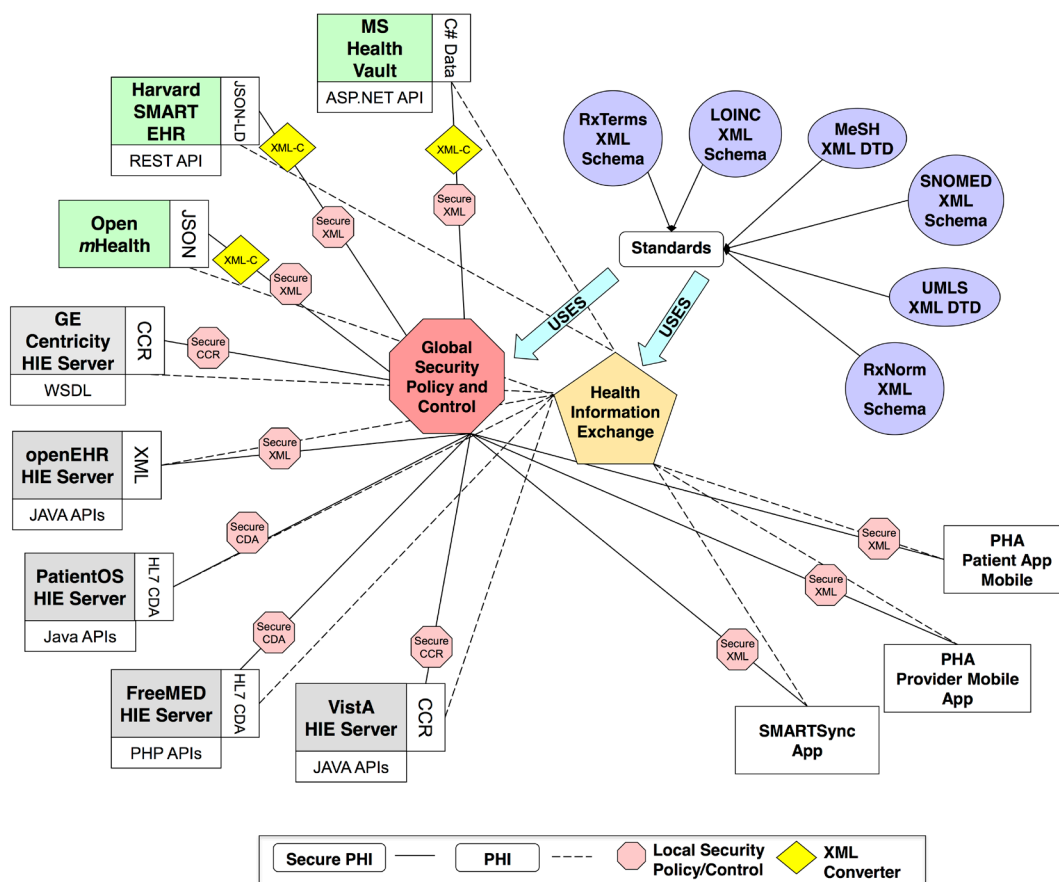 MS
Health
Vault
C# Data
ASP.NET API
Harvard
SMART
EHR
JSON-LD
REST API
XML-C
XML-C
Secure
XML
Secure
XML
Open
mHealth
JSON
XML-C
Secure
XML
GE
Centricity
HIE Server
CCR
WSDL
Secure
CCR
openEHR
HIE Server
XML
JAVA APIs
Secure
XML
PatientOS
HIE Server
HL7 CDA
Java APIs
Secure
CDA
FreeMED
HIE Server
HL7 CDA
PHP APIs
Secure
CDA
VistA
HIE Server
CCR
JAVA APIs
Secure
CCR
Global
Security
Policy and
Control
Health
Information
Exchange
USES
USES
Standards
RxTerms
XML
Schema
LOINC
XML
Schema
MeSH
XML DTD
SNOMED
XML
Schema
UMLS
XML DTD
RxNorm
XML
Schema
Secure
XML
PHA
Patient App
Mobile
Secure
XML
PHA
Provider Mobile
App
Secure
XML
SMARTSync
App
Secure PHI
PHI
Local Security
Policy/Control
XML
Converter